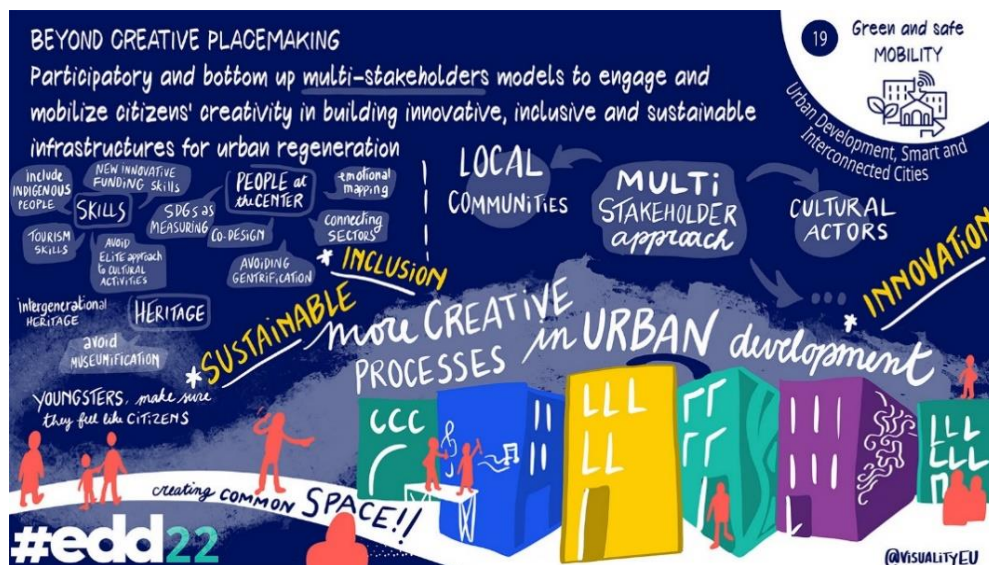 BEYOND CREATIVE PLACEMAKING
Participatory and bottom up multi-stakeholders models to engage and
mobilize citizens' creativity in building innovative, inclusive and sustainable
infrastructures for urban regeneration
19
Green and safe
MOBILITY
Urban Development, Smart and
Interconnected Cities
include
INDIGENOUS
PEOPLE
NEW INNOVATIVE
FUNDING SKILLS
SKILLS
TOURISM
SKILLS
AVOID
ELITE approach
to CULTURAL
ACTIVITIES
SDGs as
MEASURING
PEOPLE at
the CENTER
CO-DESIGN
emotional
mapping
connecting
SECTORS
AVOIDING
GENTRIFICATION
* INCLUSION
LOCAL
COMMUNITIES
MULTI
STAKEHOLDER
approach
CULTURAL
ACTORS
...
* INNOVATION
intergenerational
HERITAGE
HERITAGE
avoid
MUSEUMIFICATION
* SUSTAINABLE
YOUNGSTERS, make sure
they feel like CITIZENS
more CREATIVE
PROCESSES in URBAN development
creating COMMON SPACE!!
#edd22
@VISUALITYEU